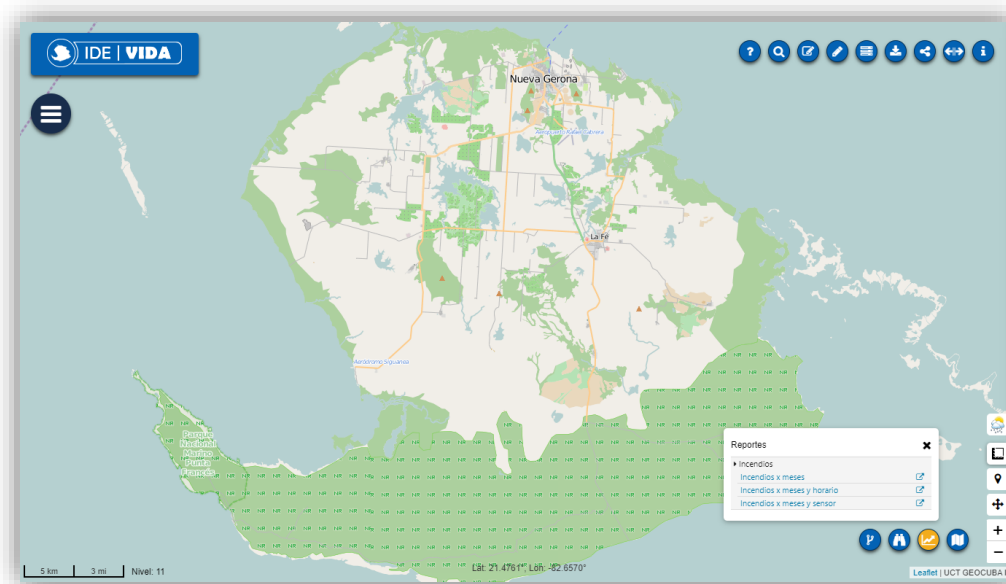 IDE | VIDA
Nueva Gerona
Aeropuerto Rafael Cabrera
La Fe
Aeródromo Siguanea
Parque
Nacional
Marino
Punta
Francés
Reportes
Incendios
Incendios x meses
Incendios x meses y horario
Incendios x meses y sensor
5 km
3 mi
Nivel: 11
Lat: 21.4761°, Lon: -82.6570°
Leaflet | UCT GEOCUBA